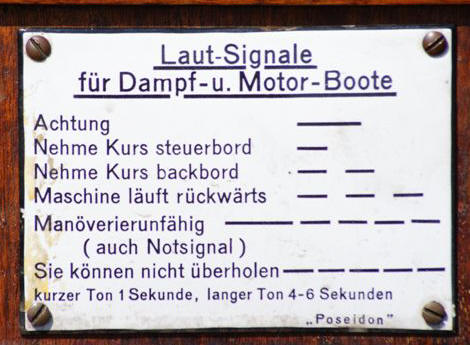 Laut-Signale
für Dampf-u. Motor-Boote
Achtung —
Nehme Kurs steuerbord -
Nehme Kurs backbord - -
Maschine läuft rückwärts - - -
Manöverierunfähig — - - - -
( auch Notsignal )
Sie können nicht überholen - - - - - -
kurzer Ton 1 Sekunde, langer Ton 4-6 Sekunden
„Poseidon"